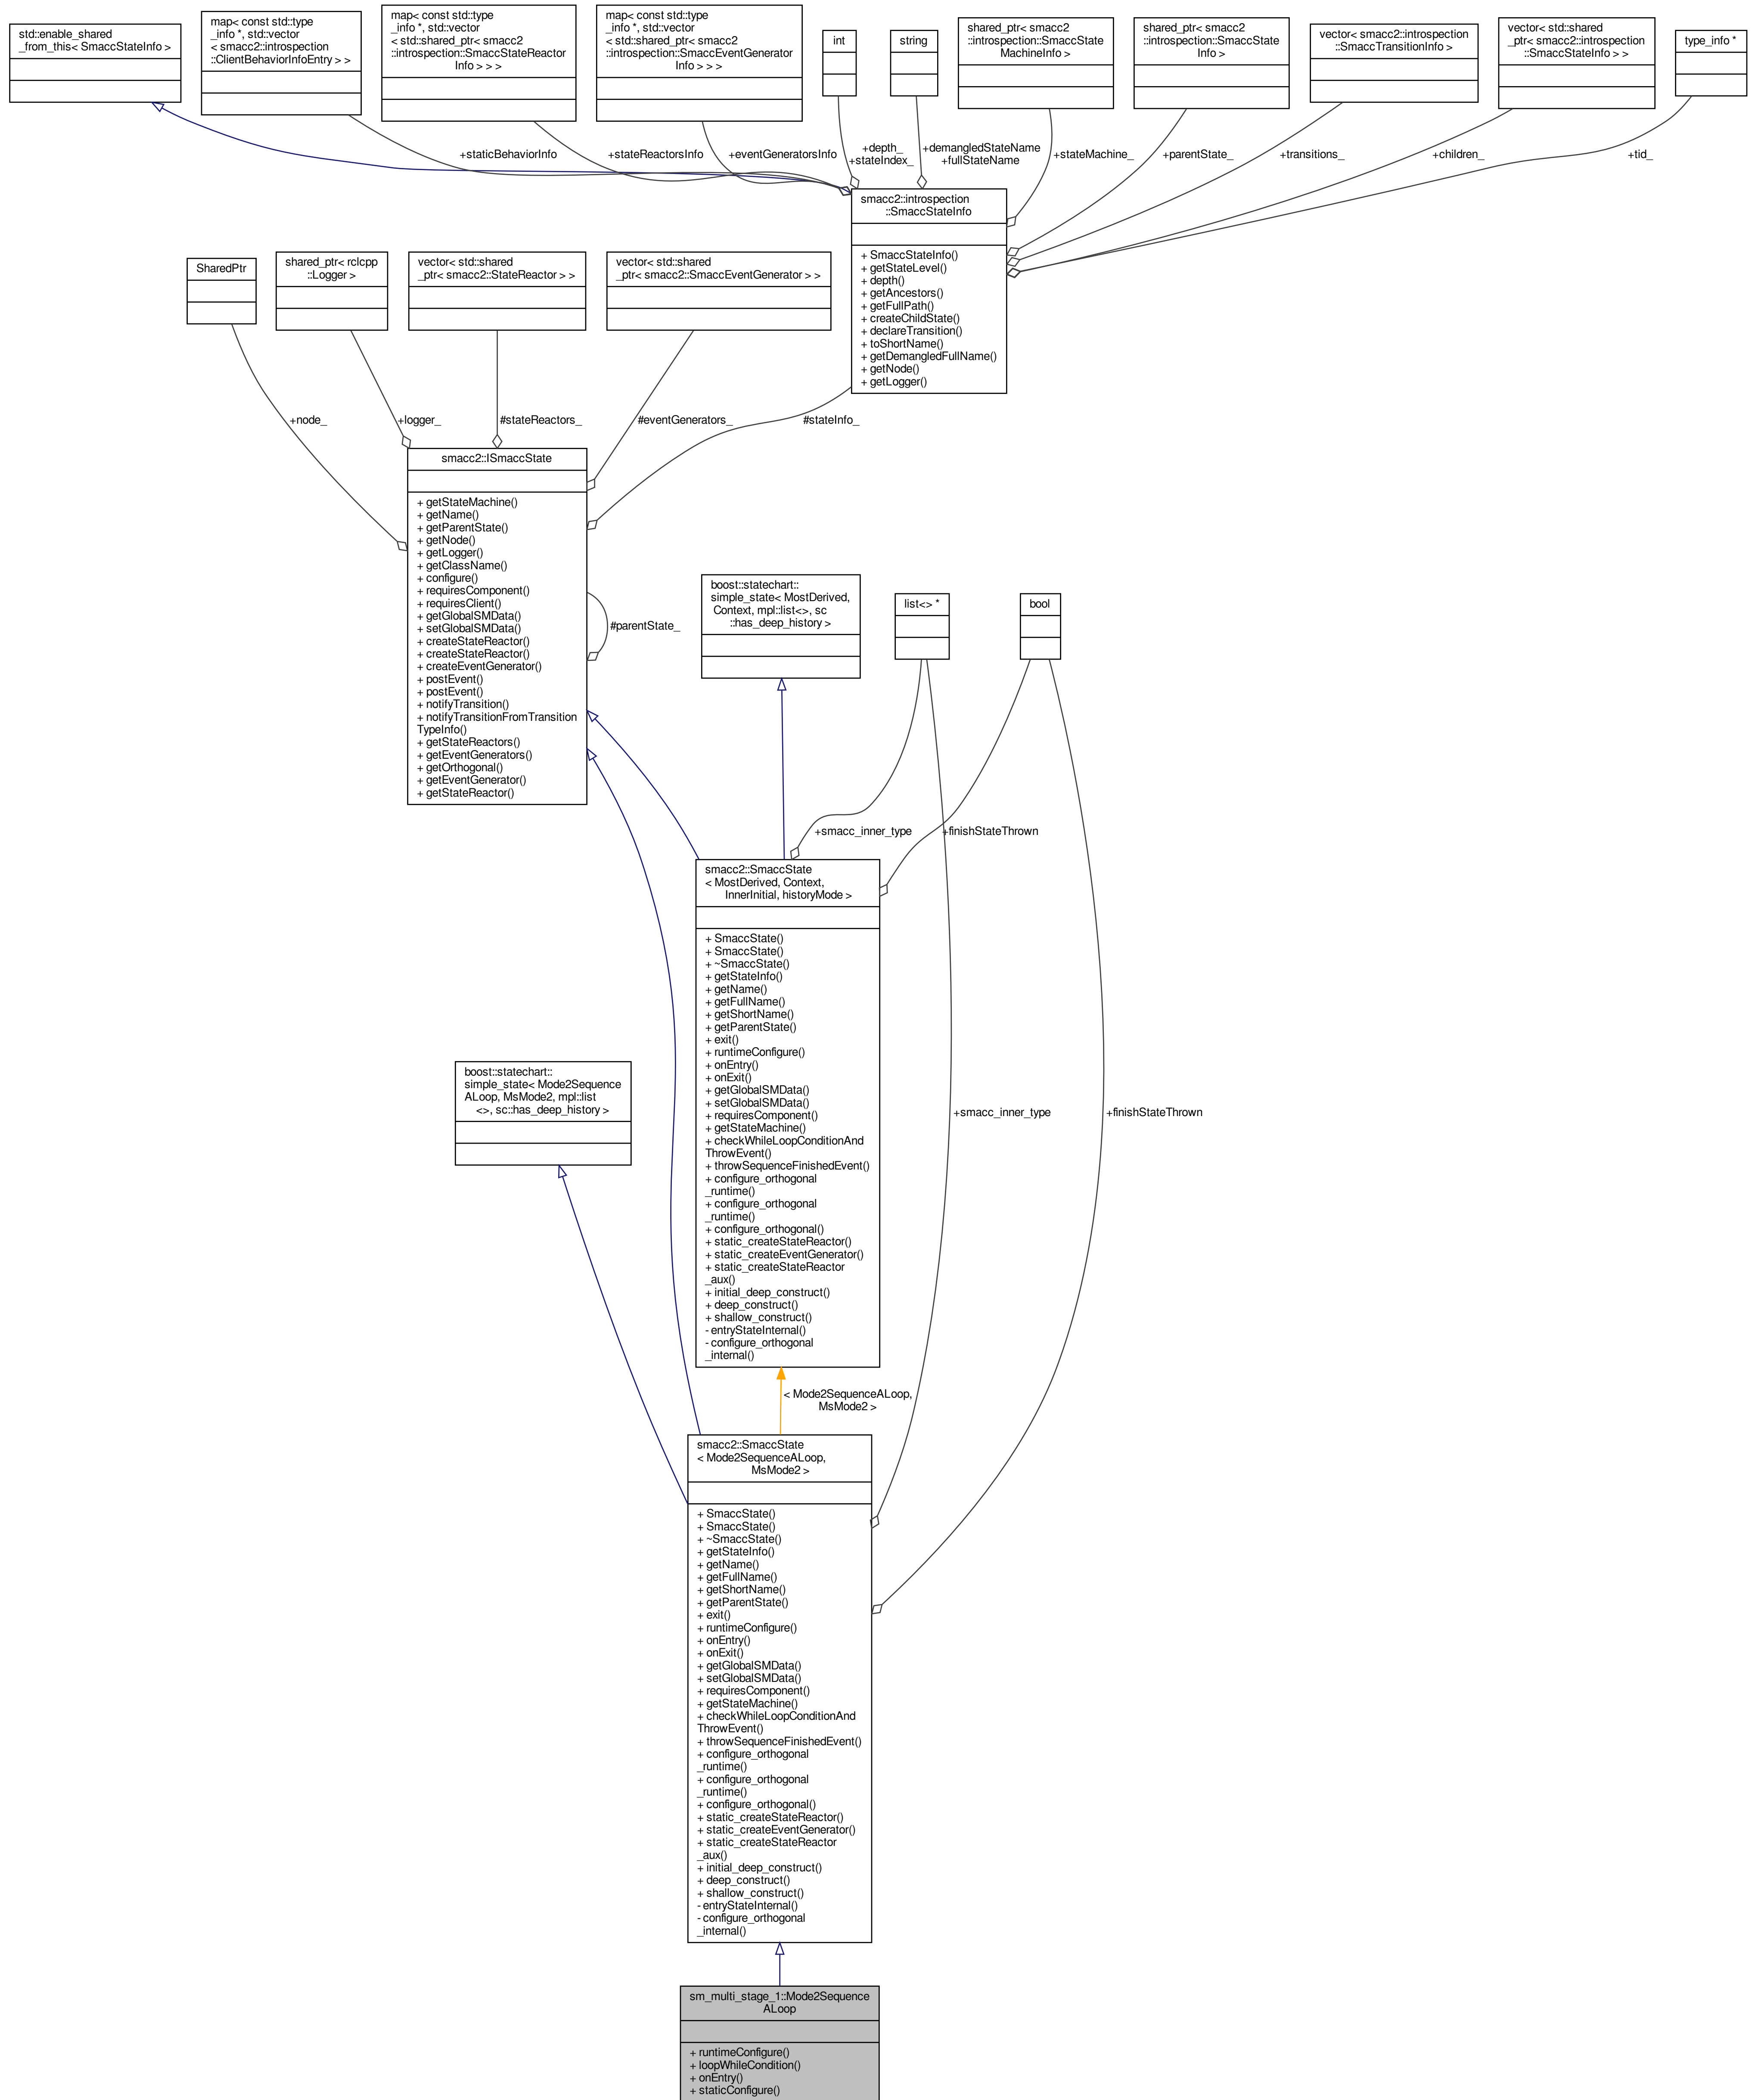 std::enable_shared
_from_this< SmaccStateInfo >
map< const std::type
_info *, std::vector
< smacc2::introspection
::ClientBehaviorInfoEntry > >
map< const std::type
_info *, std::vector
< std::shared_ptr< smacc2
::introspection::SmaccStateReactor
Info > > >
map< const std::type
_info *, std::vector
< std::shared_ptr< smacc2
::introspection::SmaccEventGenerator
Info > > >
int
string
shared_ptr< smacc2
::introspection::SmaccState
MachineInfo >
shared_ptr< smacc2
::introspection::SmaccState
Info >
vector< smacc2::introspection
::SmaccTransitionInfo >
vector< std::shared
_ptr< smacc2::introspection
::SmaccStateInfo > >
type_info *
+staticBehaviorInfo
+stateReactorsInfo
+eventGeneratorsInfo
+depth_
+stateIndex_
+demangledStateName
+fullStateName
+stateMachine_
+parentState_
+transitions_
+children_
+tid_
smacc2::introspection
::SmaccStateInfo
+ SmaccStateInfo()
+ getStateLevel()
+ depth()
+ getAncestors()
+ getFullPath()
+ createChildState()
+ declareTransition()
+ toShortName()
+ getDemangledFullName()
+ getNode()
+ getLogger()
SharedPtr
shared_ptr< rclcpp
::Logger >
vector< std::shared
_ptr< smacc2::StateReactor > >
vector< std::shared
_ptr< smacc2::SmaccEventGenerator > >
+node_
+logger_
#stateReactors_
#eventGenerators_
#stateInfo_
smacc2::ISmaccState
+ getStateMachine()
+ getName()
+ getParentState()
+ getNode()
+ getLogger()
+ getClassName()
+ configure()
+ requiresComponent()
+ requiresClient()
+ getGlobalSMData()
+ setGlobalSMData()
+ createStateReactor()
+ createStateReactor()
+ createEventGenerator()
+ postEvent()
+ postEvent()
+ notifyTransition()
+ notifyTransitionFromTransition
TypeInfo()
+ getStateReactors()
+ getEventGenerators()
+ getOrthogonal()
+ getEventGenerator()
+ getStateReactor()
#parentState_
boost::statechart::
simple_state< MostDerived,
Context, mpl::list<>, sc
::has_deep_history >
list<> *
bool
+smacc_inner_type
+finishStateThrown
smacc2::SmaccState
< MostDerived, Context,
InnerInitial, historyMode >
+ SmaccState()
+ SmaccState()
+ ~SmaccState()
+ getStateInfo()
+ getName()
+ getFullName()
+ getShortName()
+ getParentState()
+ exit()
+ runtimeConfigure()
+ onEntry()
+ onExit()
+ getGlobalSMData()
+ setGlobalSMData()
+ requiresComponent()
+ getStateMachine()
+ checkWhileLoopConditionAnd
ThrowEvent()
+ throwSequenceFinishedEvent()
+ configure_orthogonal
_runtime()
+ configure_orthogonal
_runtime()
+ configure_orthogonal()
+ static_createStateReactor()
+ static_createEventGenerator()
+ static_createStateReactor
_aux()
+ initial_deep_construct()
+ deep_construct()
+ shallow_construct()
- entryStateInternal()
- configure_orthogonal
_internal()
boost::statechart::
simple_state< Mode2Sequence
ALoop, MsMode2, mpl::list
<>, sc::has_deep_history >
+smacc_inner_type
+finishStateThrown
< Mode2SequenceALoop,
MsMode2 >
smacc2::SmaccState
< Mode2SequenceALoop,
MsMode2 >
+ SmaccState()
+ SmaccState()
+ ~SmaccState()
+ getStateInfo()
+ getName()
+ getFullName()
+ getShortName()
+ getParentState()
+ exit()
+ runtimeConfigure()
+ onEntry()
+ onExit()
+ getGlobalSMData()
+ setGlobalSMData()
+ requiresComponent()
+ getStateMachine()
+ checkWhileLoopConditionAnd
ThrowEvent()
+ throwSequenceFinishedEvent()
+ configure_orthogonal
_runtime()
+ configure_orthogonal
_runtime()
+ configure_orthogonal()
+ static_createStateReactor()
+ static_createEventGenerator()
+ static_createStateReactor
_aux()
+ initial_deep_construct()
+ deep_construct()
+ shallow_construct()
- entryStateInternal()
- configure_orthogonal
_internal()
sm_multi_stage_1::Mode2Sequence
ALoop
+ runtimeConfigure()
+ loopWhileCondition()
+ onEntry()
+ staticConfigure()